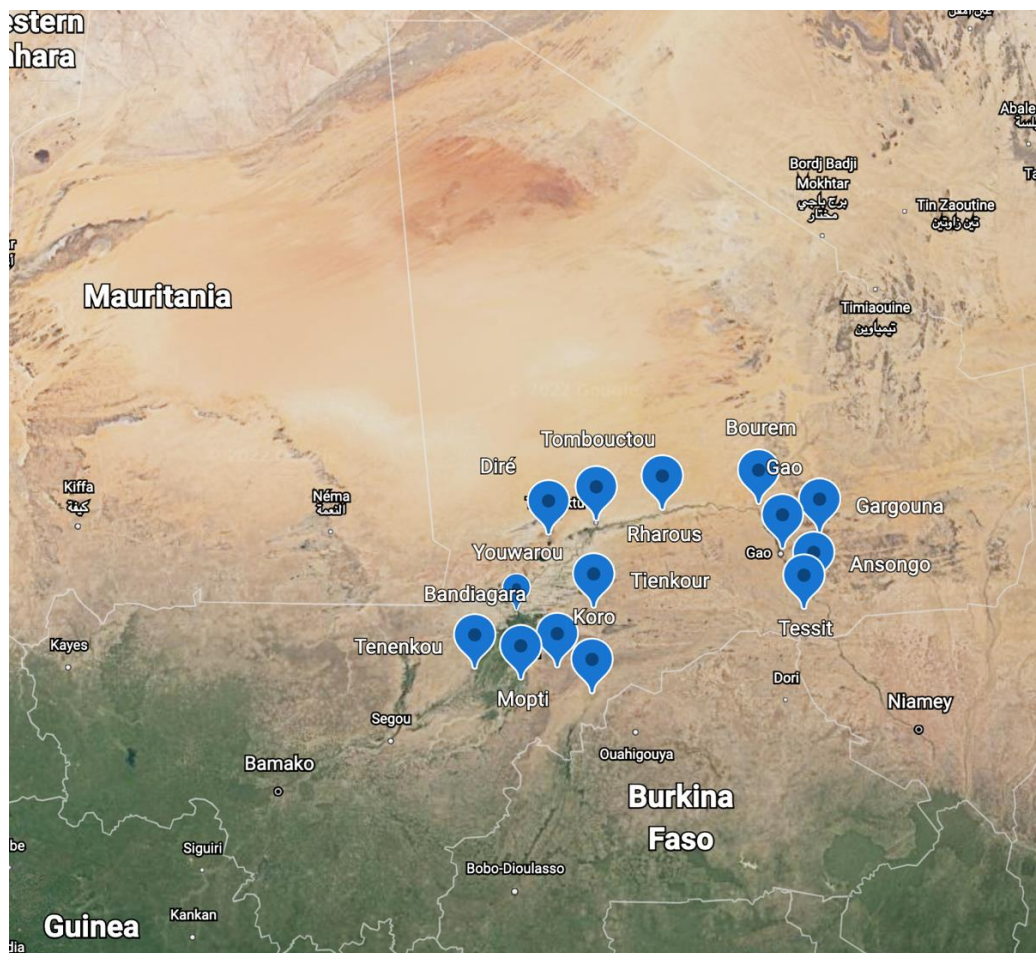 estern
ahara
Abale
Bordj Badji
Mokhtar
برج باجي
مختار
Tin Zaoutine
تين زاوتين
Mauritania
Timiaouine
تيمياوين
Tombouctou
Bourem
Diré
Gao
Kiffa
كيفة
Néma
النعمة
Gargouna
Rharous
Youwarou
Gao
Ansongo
Tienkour
Bandiagara
Koro
Tenenkou
Tessit
Kayes
Mopti
Dori
Niamey
Segou
Ouahigouya
Bamako
Burkina
Faso
Siguiri
Bobo-Dioulasso
Kankan
Guinea